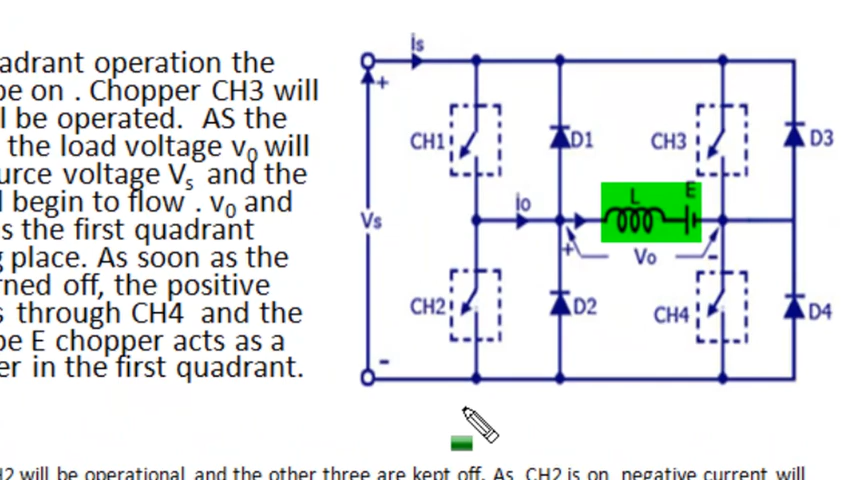 adrant operation the
be on . Chopper CH3 will
l be operated. AS the
the load voltage v0 will
urce voltage Vs and the
l begin to flow . v0 and
s the first quadrant
g place. As soon as the
rned off, the positive
s through CH4 and the
pe E chopper acts as a
er in the first quadrant.
is
+
CH1
D1
CH3
D3
L
E
io
Vs
+
Vo
-
CH2
D2
CH4
D4
-
H2 will be operational and the other three are kept off. As CH2 is on negative current will